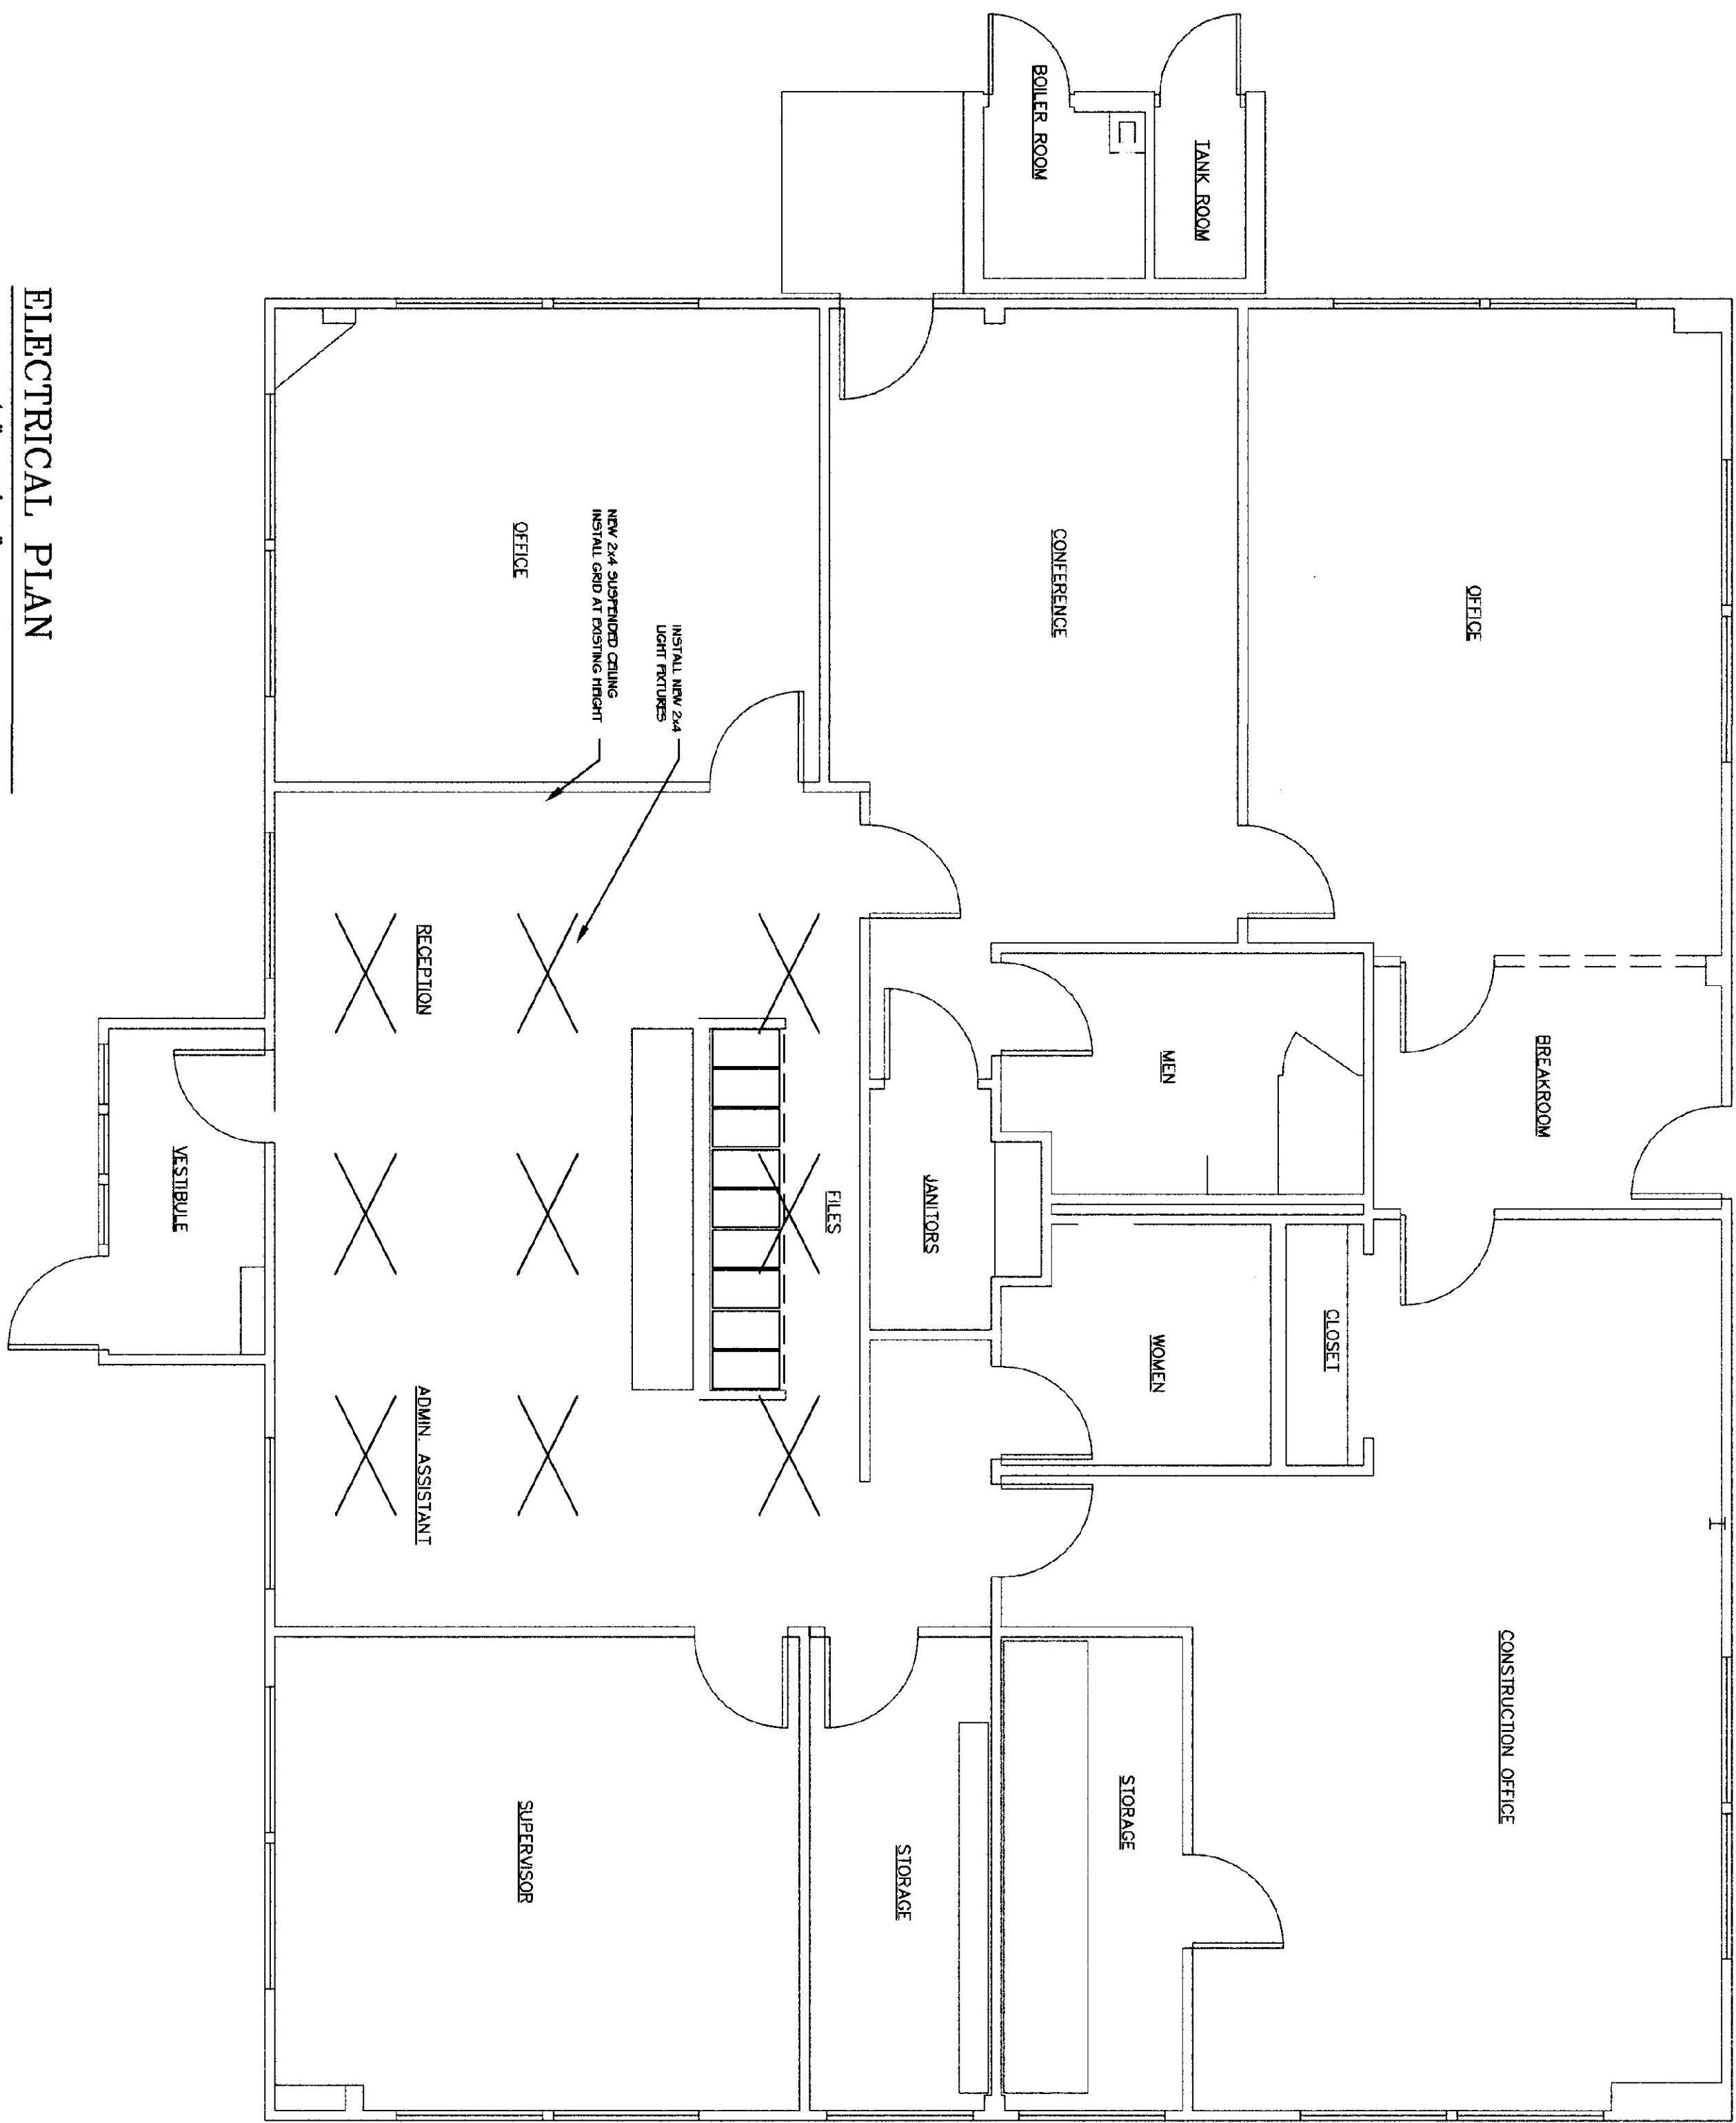 TANK ROOM
BOILER ROOM
OFFICE
BREAKROOM
CONSTRUCTION OFFICE
CONFERENCE
MEN
WOMEN
CLOSET
STORAGE
JANITORS
STORAGE
FILES
INSTALL NEW 2x4
LIGHT FIXTURES
NEW 2x4 SUSPENDED CEILING
INSTALL GRID AT EXISTING HEIGHT
OFFICE
RECEPTION
ADMIN. ASSISTANT
SUPERVISOR
VESTIBULE
ELECTRICAL PLAN